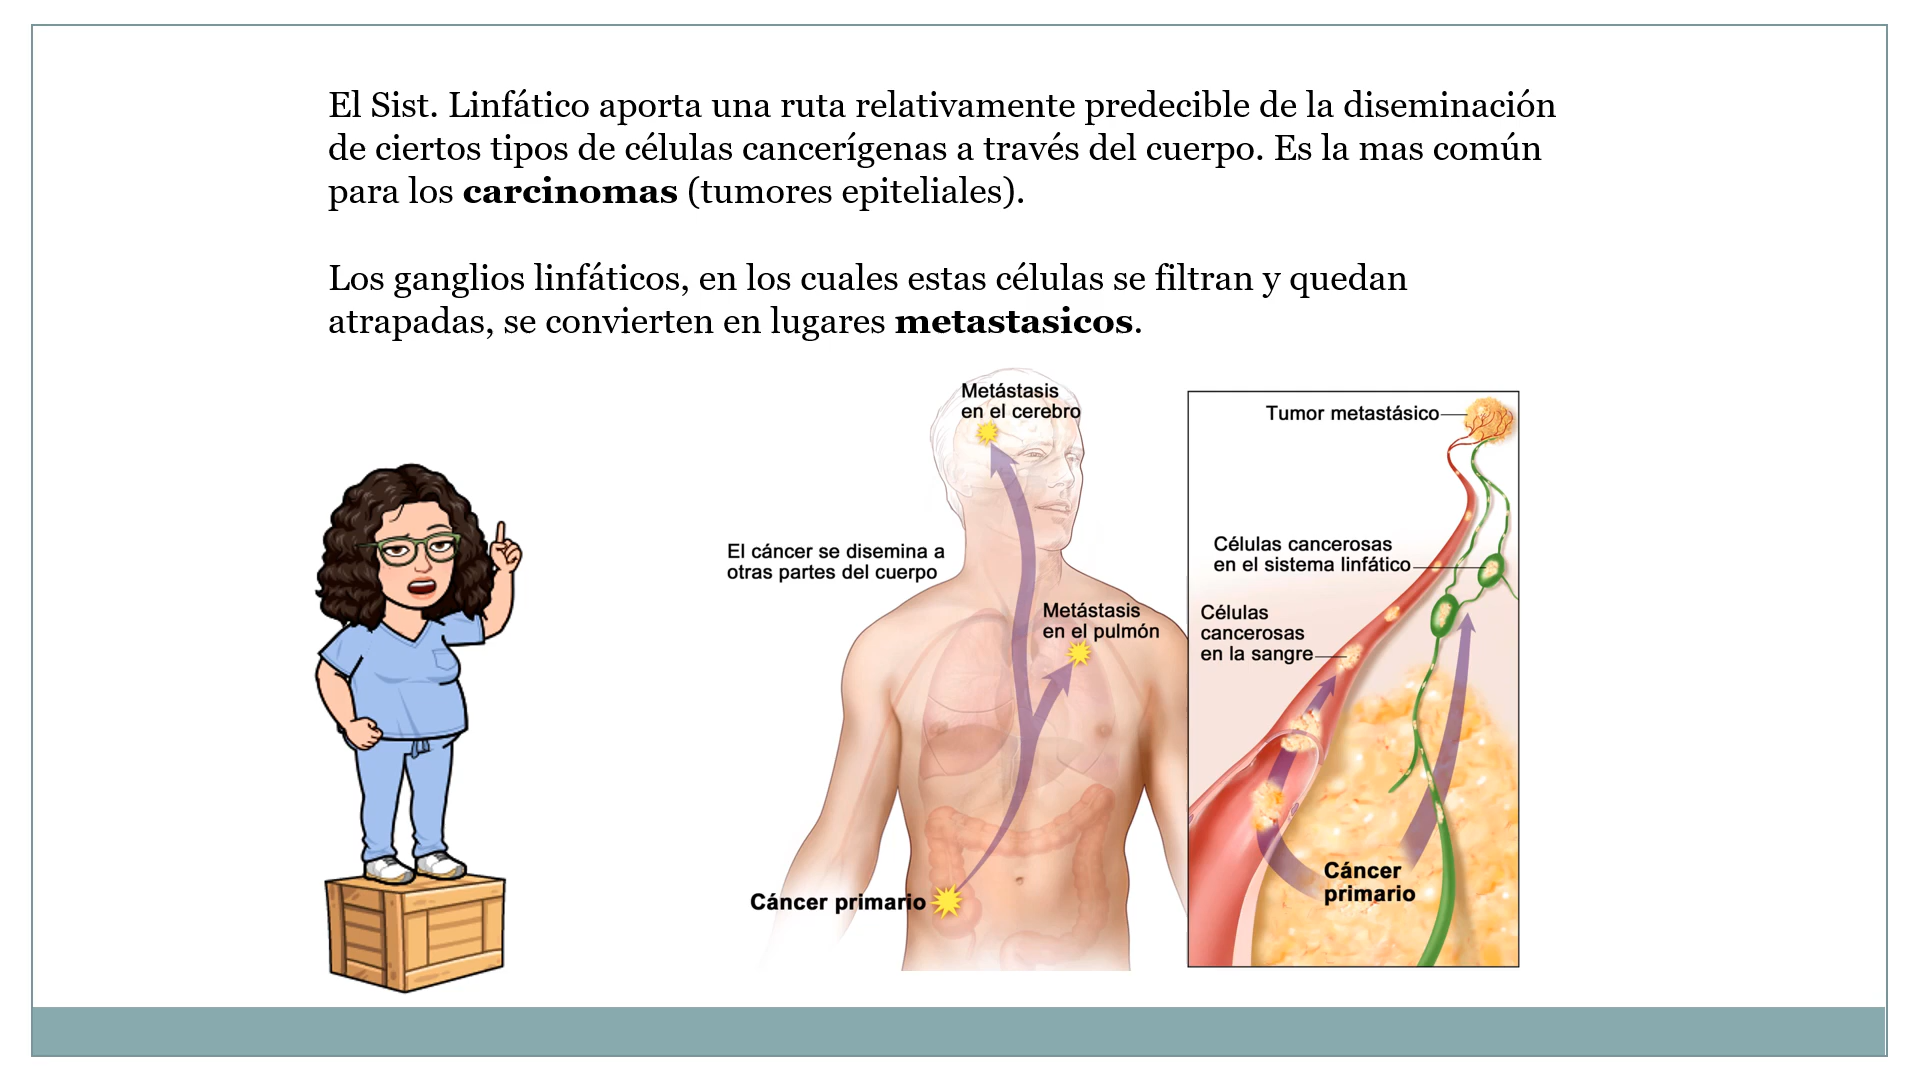 El Sist. Linfático aporta una ruta relativamente predecible de la diseminación
de ciertos tipos de células cancerígenas a través del cuerpo. Es la mas común
para los carcinomas (tumores epiteliales).
Los ganglios linfáticos, en los cuales estas células se filtran y quedan
atrapadas, se convierten en lugares metastasicos.
Metástasis
en el cerebro
El cáncer se disemina a
otras partes del cuerpo
Metástasis
en el pulmón
Cáncer primario
Tumor metastásico
Células cancerosas
en el sistema linfático
Células
cancerosas
en la sangre
Cáncer
primario